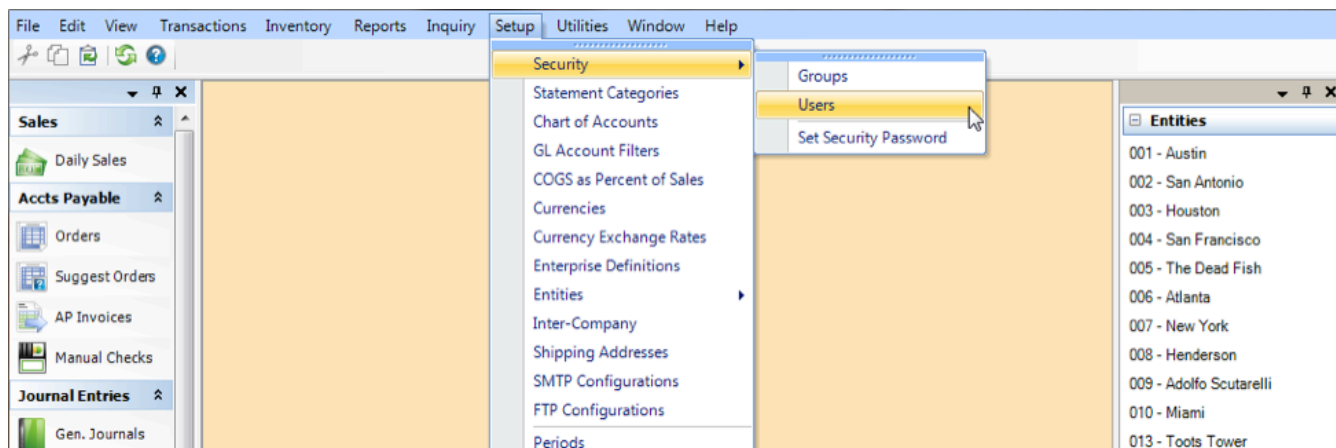 File Edit View Transactions Inventory Reports Inquiry Setup Utilities Window Help
Sales
Daily Sales
Accts Payable
Orders
Suggest Orders
AP Invoices
Manual Checks
Journal Entries
Gen. Journals
Security
Statement Categories
Chart of Accounts
GL Account Filters
COGS as Percent of Sales
Currencies
Currency Exchange Rates
Enterprise Definitions
Entities
Inter-Company
Shipping Addresses
SMTP Configurations
FTP Configurations
Periods
Groups
Users
Set Security Password
Entities
001 - Austin
002 - San Antonio
003 - Houston
004 - San Francisco
005 - The Dead Fish
006 - Atlanta
007 - New York
008 - Henderson
009 - Adolfo Scutarelli
010 - Miami
013 - Toots Tower